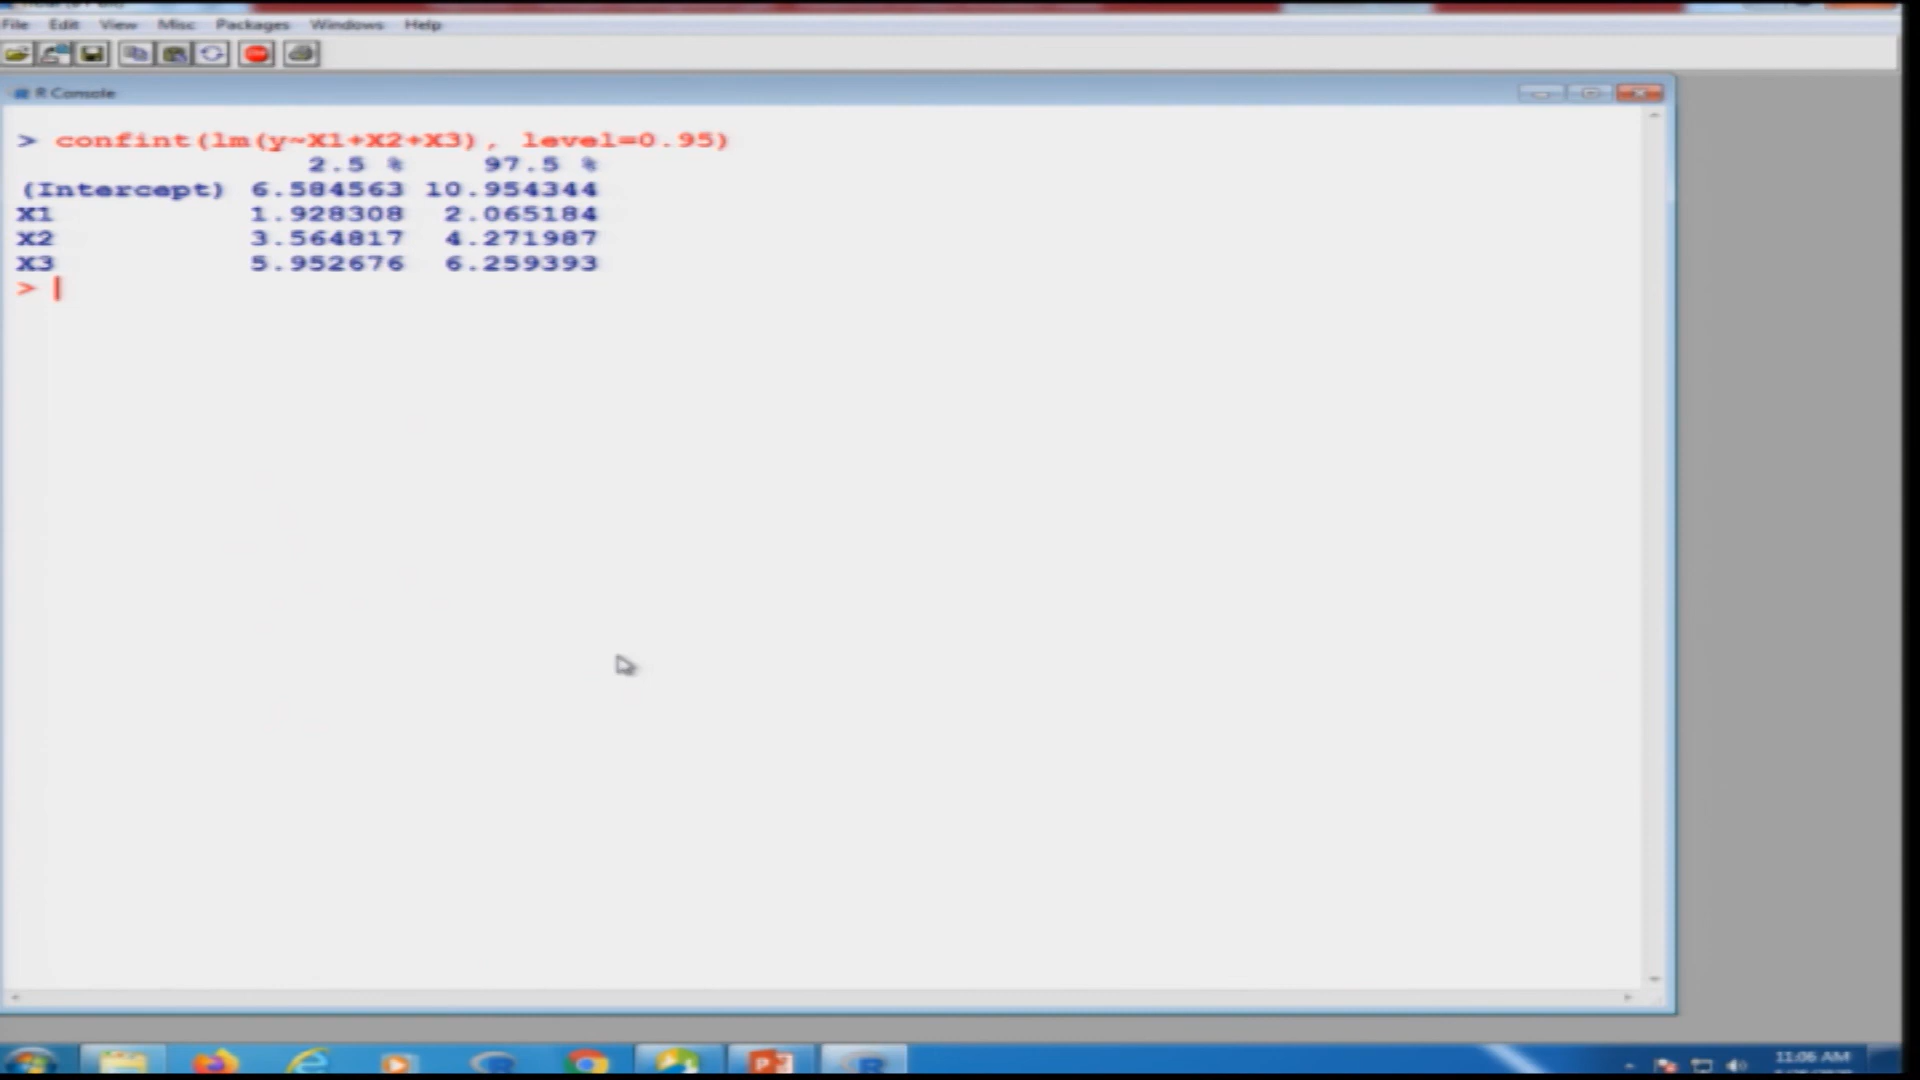 File Edit View Misc Packages Windows Help
R Console
> confint(lm(y~X1+X2+X3), level=0.95)
2.5 % 97.5 %
(Intercept) 6.584563 10.954344
X1 1.928308 2.065184
X2 3.564817 4.271987
X3 5.952676 6.259393
>
11:06 AM